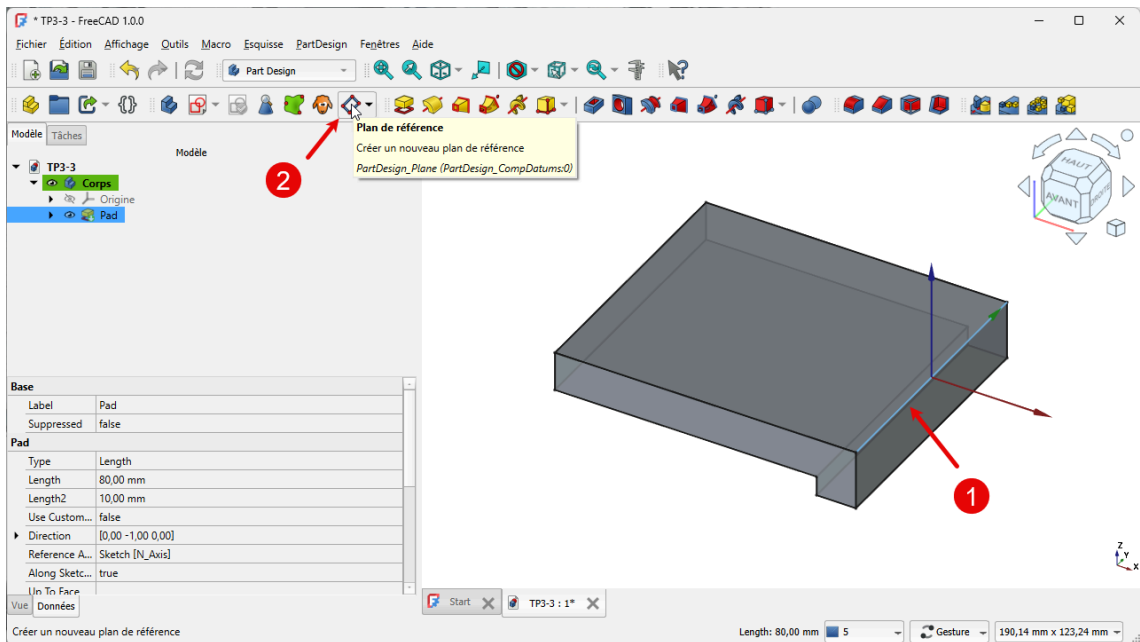 * TP3-3 - FreeCAD 1.0.0
Fichier Édition Affichage Outils Macro Esquisse PartDesign Fenêtres Aide
Part Design
Plan de référence
Créer un nouveau plan de référence
PartDesign_Plane (PartDesign_CompDatums:0)
Modèle Tâches
Modèle
TP3-3
Corps
Origine
Pad
2
HAUT
AVANT
DROITE
1
Base
Label Pad
Suppressed false
Pad
Type Length
Length 80,00 mm
Length2 10,00 mm
Use Custom... false
Direction [0,00 -1,00 0,00]
Reference A... Sketch [N_Axis]
Along Sketc... true
Up To Face
Vue Données
Z
Y
X
Start TP3-3 : 1*
Créer un nouveau plan de référence
Length: 80,00 mm 5 Gesture 190,14 mm x 123,24 mm